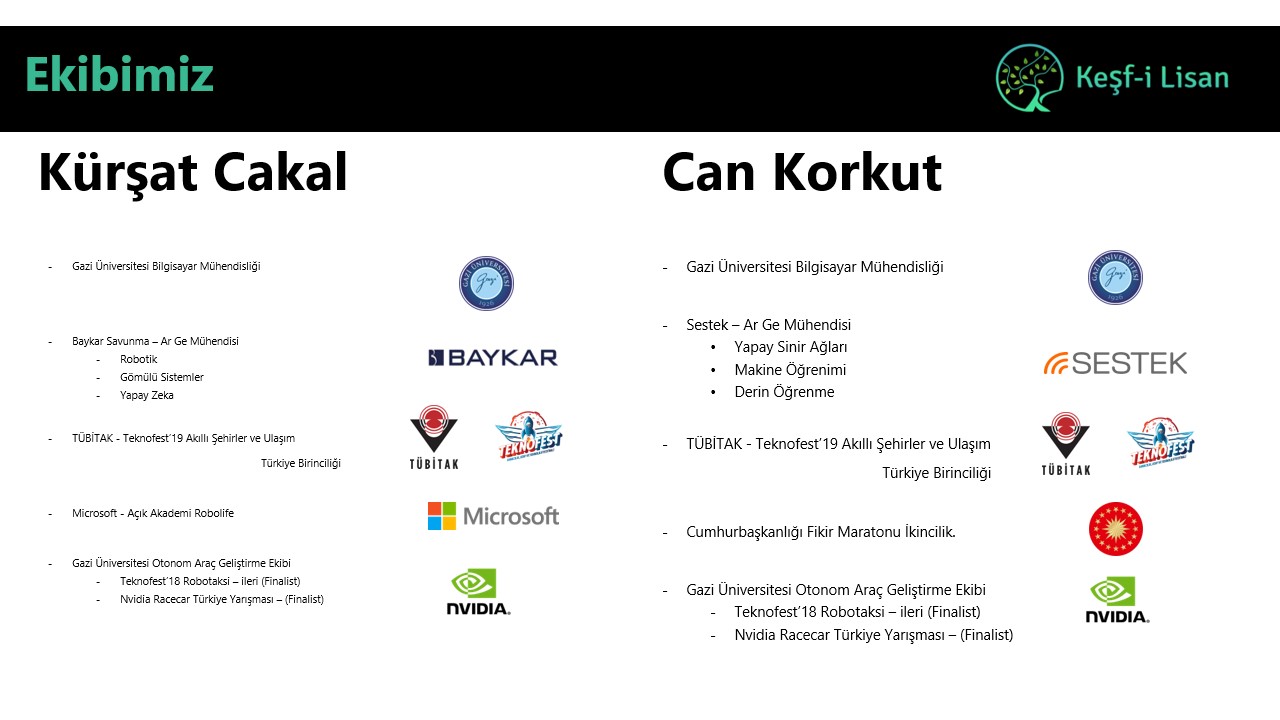 Ekibimiz
Keşf-i Lisan
Kürşat Cakal
- Gazi Üniversitesi Bilgisayar Mühendisliği
GAZİ ÜNİVERSİTESİ
Gazi
1926
- Baykar Savunma – Ar Ge Mühendisi
- Robotik
- Gömülü Sistemler
- Yapay Zeka
BAYKAR
- TÜBİTAK - Teknofest’19 Akıllı Şehirler ve Ulaşım
Türkiye Birinciliği
TÜBİTAK
TEKNOFEST
- Microsoft - Açık Akademi Robolife
Microsoft
- Gazi Üniversitesi Otonom Araç Geliştirme Ekibi
- Teknofest’18 Robotaksi – ileri (Finalist)
- Nvidia Racecar Türkiye Yarışması – (Finalist)
NVIDIA.
Can Korkut
- Gazi Üniversitesi Bilgisayar Mühendisliği
GAZİ ÜNİVERSİTESİ
Gazi
1926
- Sestek – Ar Ge Mühendisi
• Yapay Sinir Ağları
• Makine Öğrenimi
• Derin Öğrenme
SESTEK
- TÜBİTAK - Teknofest’19 Akıllı Şehirler ve Ulaşım
Türkiye Birinciliği
TÜBİTAK
TEKNOFEST
- Cumhurbaşkanlığı Fikir Maratonu İkincilik.
- Gazi Üniversitesi Otonom Araç Geliştirme Ekibi
- Teknofest’18 Robotaksi – ileri (Finalist)
- Nvidia Racecar Türkiye Yarışması – (Finalist)
NVIDIA.